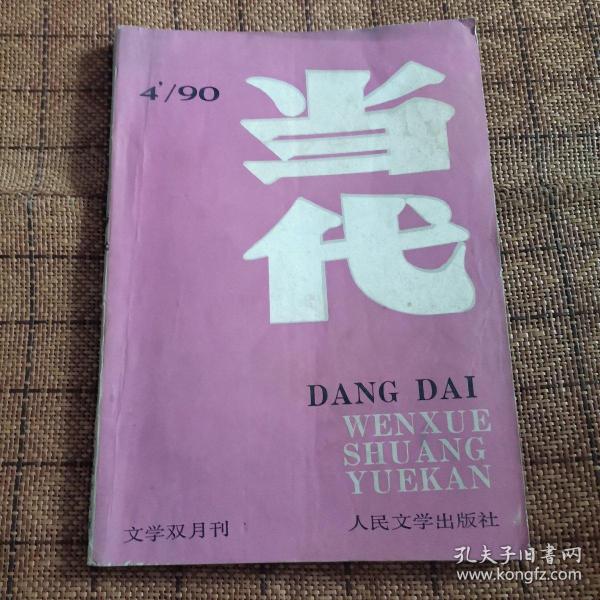 4/90
当
代
DANG DAI
WENXUE
SHUANG
YUEKAN
文学双月刊
人民文学出版社
孔夫子旧书网
www.kongfz.com